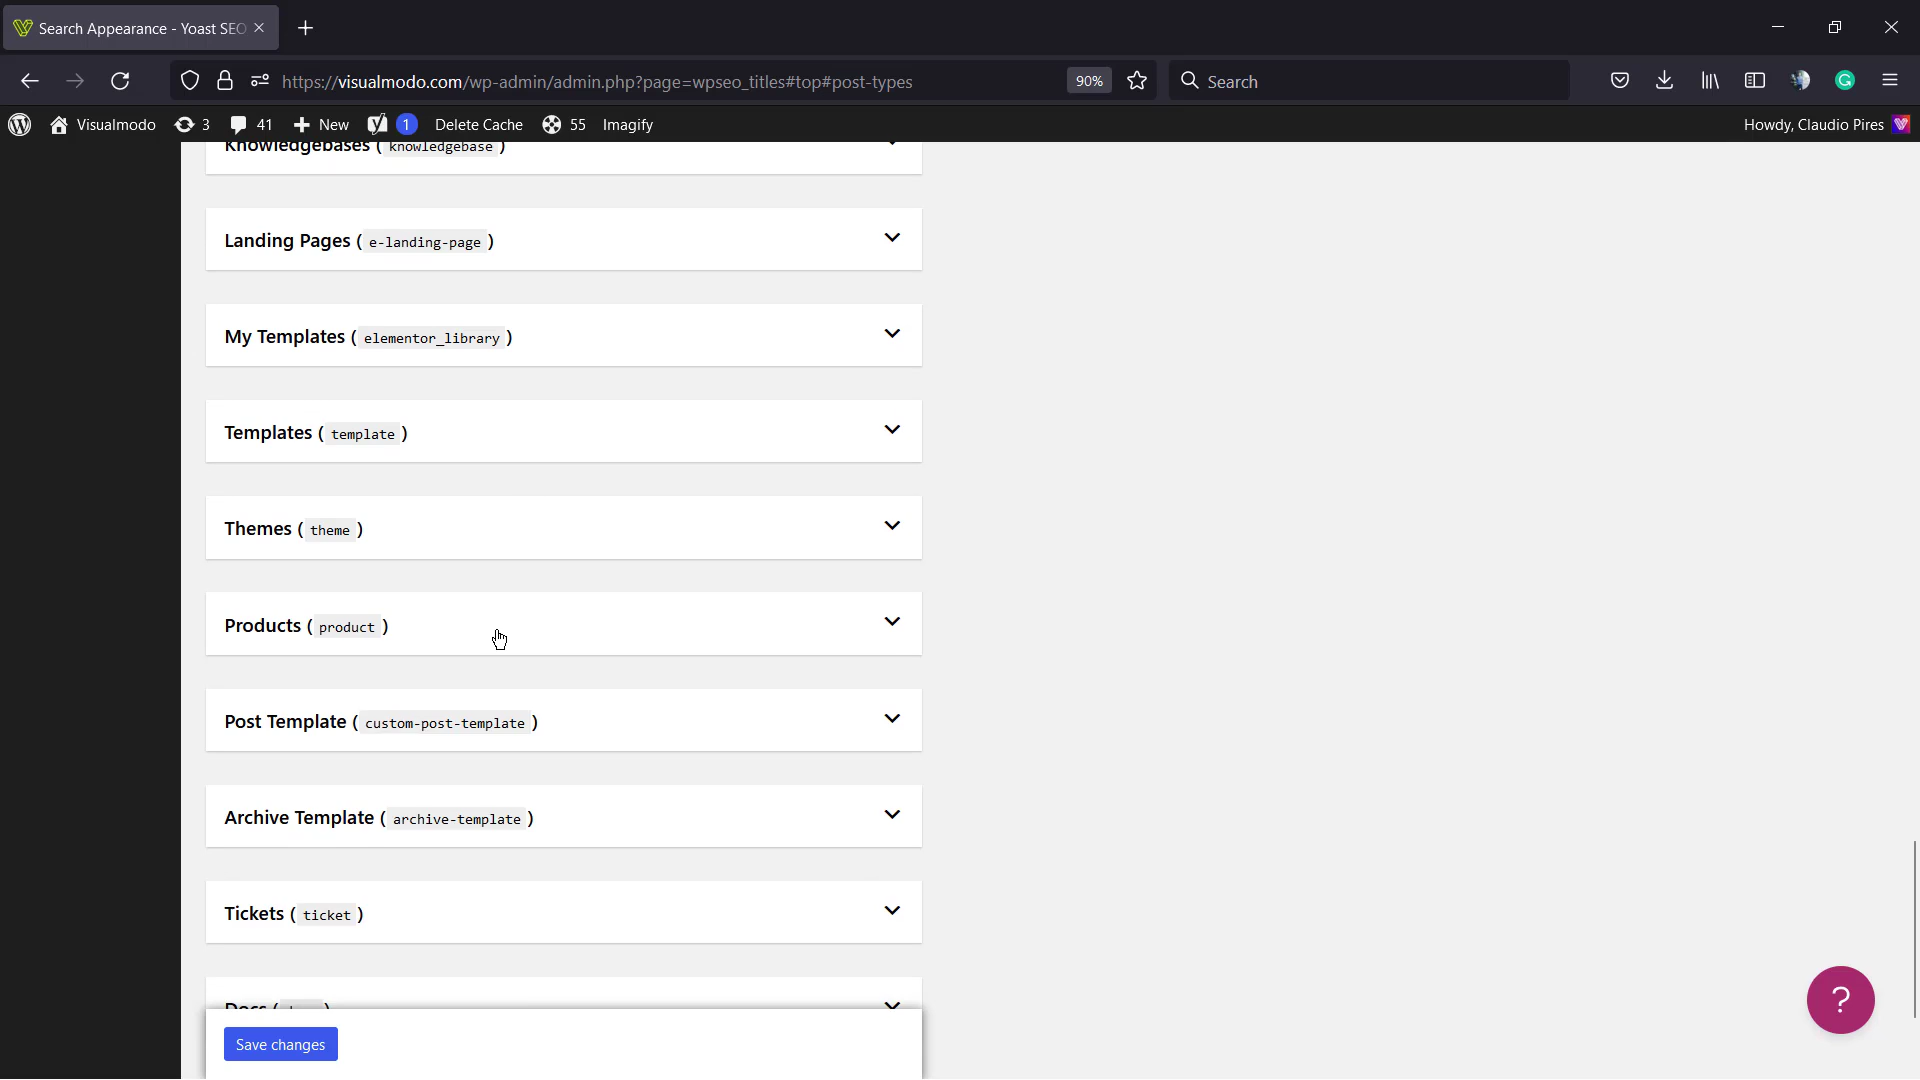 Search Appearance - Yoast SEO
https://visualmodo.com/wp-admin/admin.php?page=wpseo_titles#top#post-types
90%
Search
Visualmodo
3
41
New
1
Delete Cache
55
Imagify
Howdy, Claudio Pires
Knowledgebases ( knowledgebase )
Landing Pages ( e-landing-page )
My Templates ( elementor_library )
Templates ( template )
Themes ( theme )
Products ( product )
Post Template ( custom-post-template )
Archive Template ( archive-template )
Tickets ( ticket )
Docs (
Save changes
?